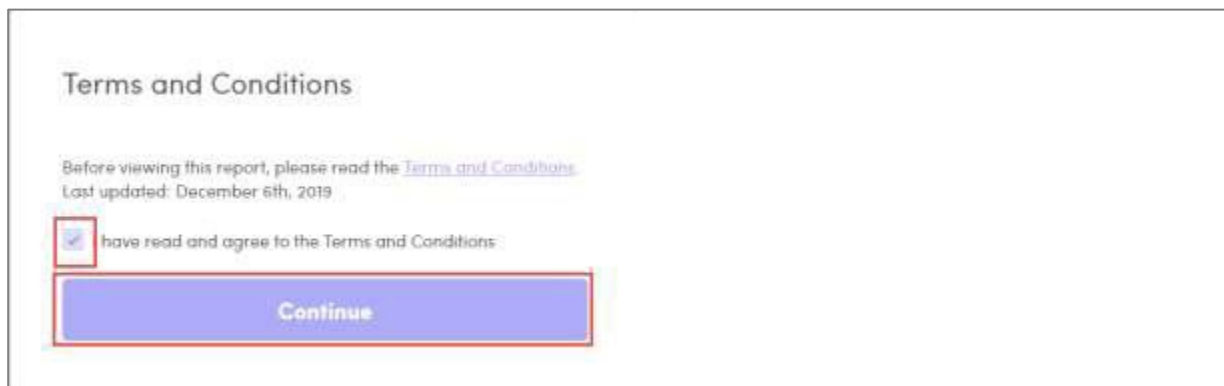 Terms and Conditions
Before viewing this report, please read the Terms and Conditions.
Last updated: December 6th, 2019
have read and agree to the Terms and Conditions
Continue